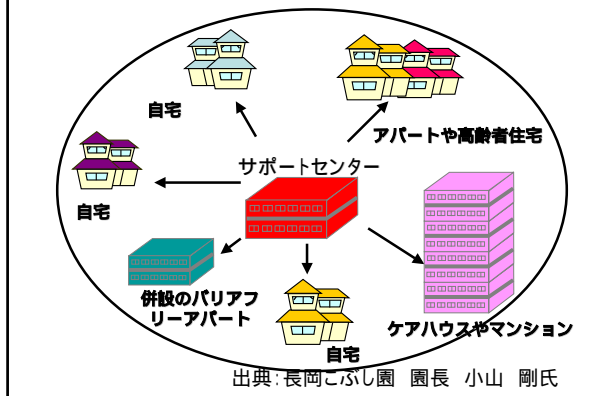 自宅
アパートや高齢者住宅
サポートセンター
自宅
併設のバリアフ
リーアパート
ケアハウスやマンション
自宅
出典：長岡こぶし園　園長　小山　剛氏